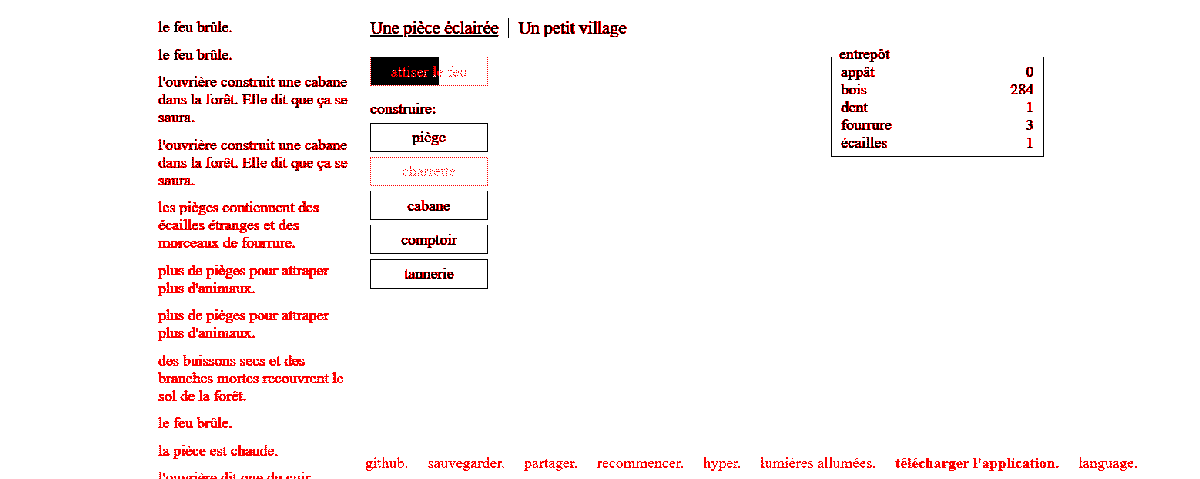 le feu brûle.
le feu brûle.
l'ouvrière construit une cabane
dans la forêt. Elle dit que ça se
saura.
l'ouvrière construit une cabane
dans la forêt. Elle dit que ça se
saura.
les pièges contiennent des
écailles étranges et des
morceaux de fourrure.
plus de pièges pour attraper
plus d'animaux.
plus de pièges pour attraper
plus d'animaux.
des buissons secs et des
branches mortes recouvrent le
sol de la forêt.
le feu brûle.
la pièce est chaude.
l'ouvrière dit que du cuir
Une pièce éclairée | Un petit village
attiser le feu
construire:
piège
charrette
cabane
comptoir
tannerie
entrepôt
appât 0
bois 284
dent 1
fourrure 3
écailles 1
github. sauvegarder. partager. recommencer. hyper. lumières allumées. télécharger l'application. language.